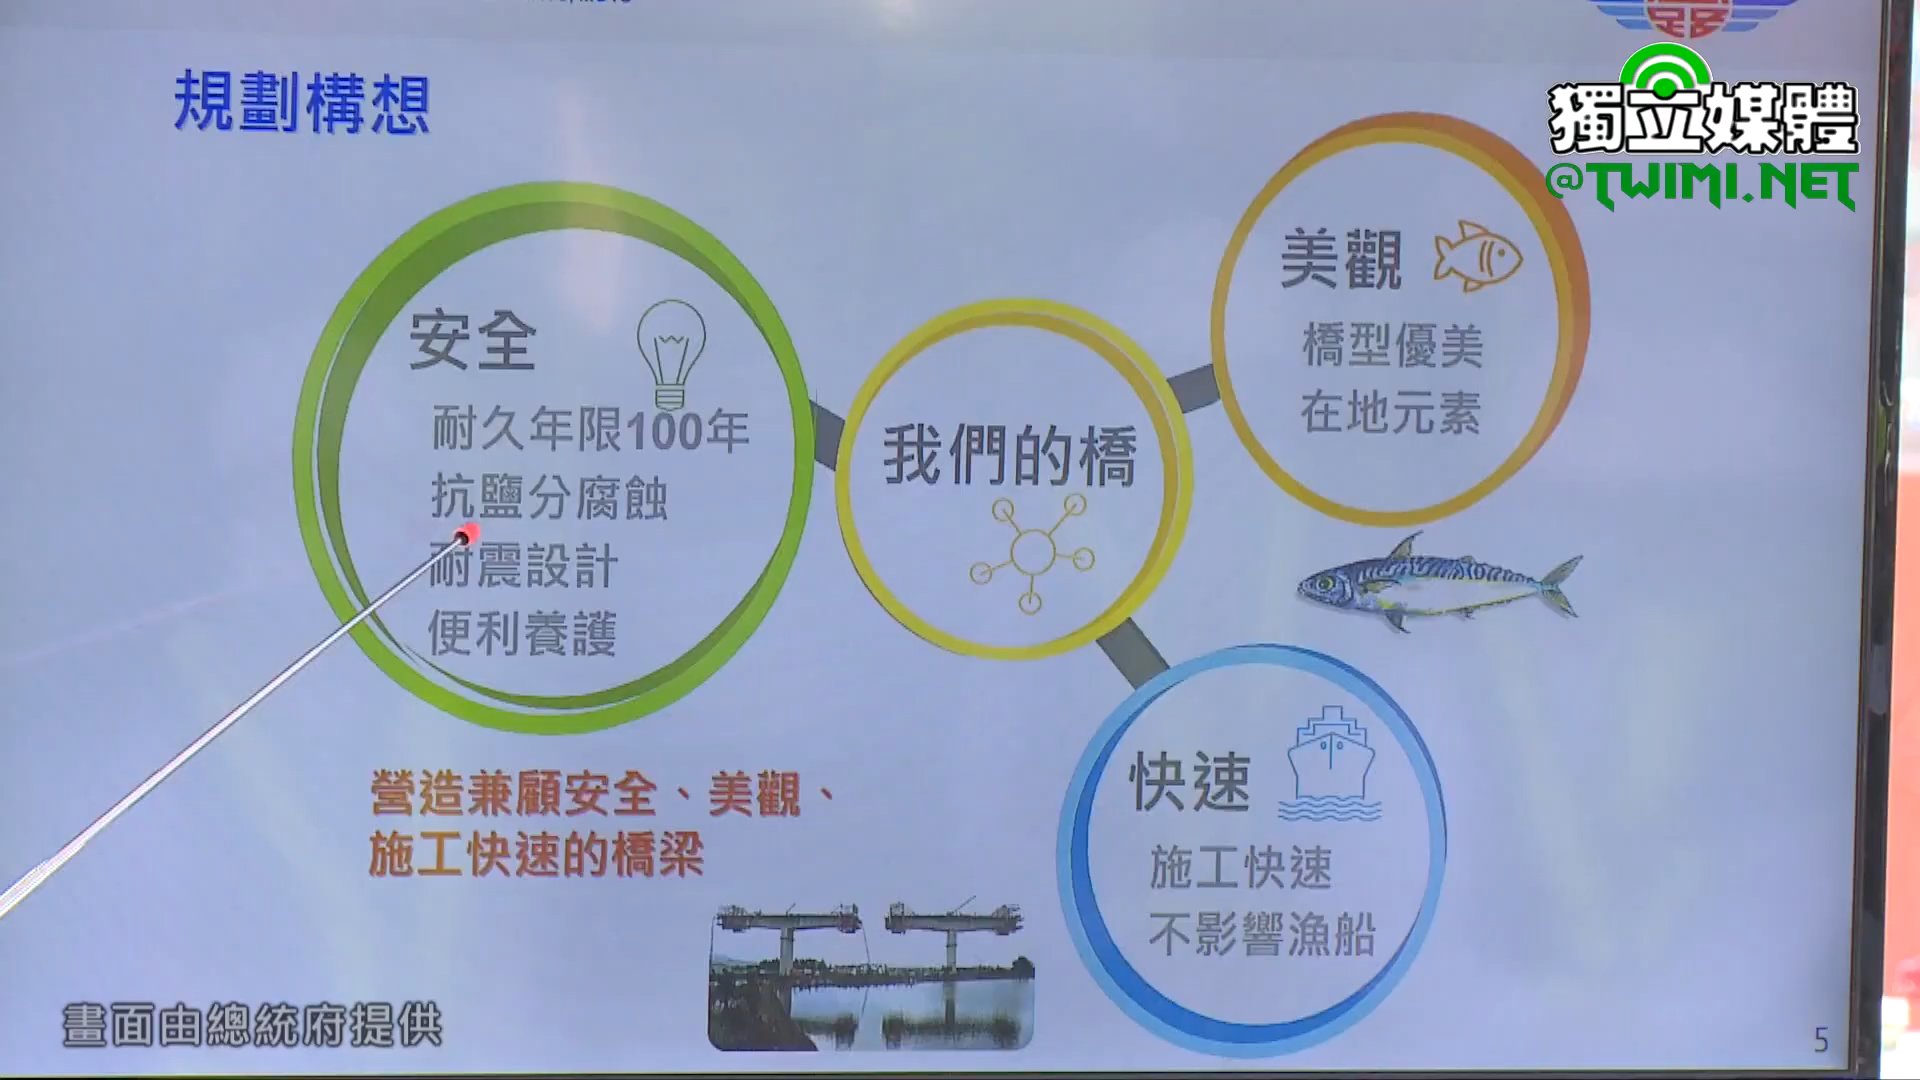 規劃構想
獨立媒體
@TWIMI.NET
安全
耐久年限100年
抗鹽分腐蝕
耐震設計
便利養護
我們的橋
美觀
橋型優美
在地元素
快速
施工快速
不影響漁船
營造兼顧安全、美觀、
施工快速的橋梁
畫面由總統府提供
5